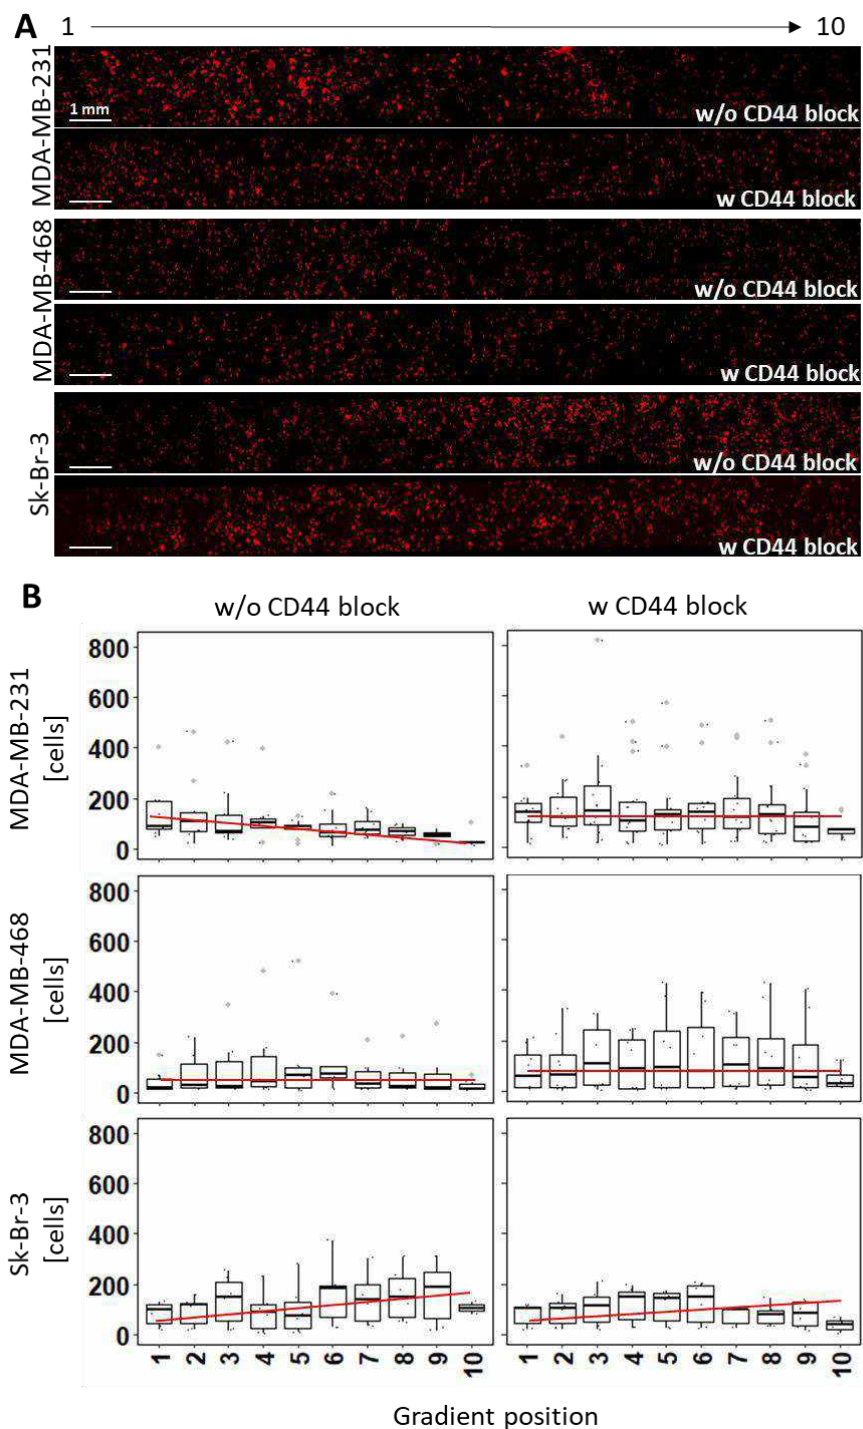 A 1 10
MDA-MB-231
1 mm
w/o CD44 block
w CD44 block
MDA-MB-468
w/o CD44 block
w CD44 block
Sk-Br-3
w/o CD44 block
w CD44 block
B
w/o CD44 block w CD44 block
MDA-MB-231
[cells]
800
600
400
200
0
MDA-MB-468
[cells]
800
600
400
200
0
Sk-Br-3
[cells]
800
600
400
200
0
1 2 3 4 5 6 7 8 9 10 1 2 3 4 5 6 7 8 9 10
Gradient position